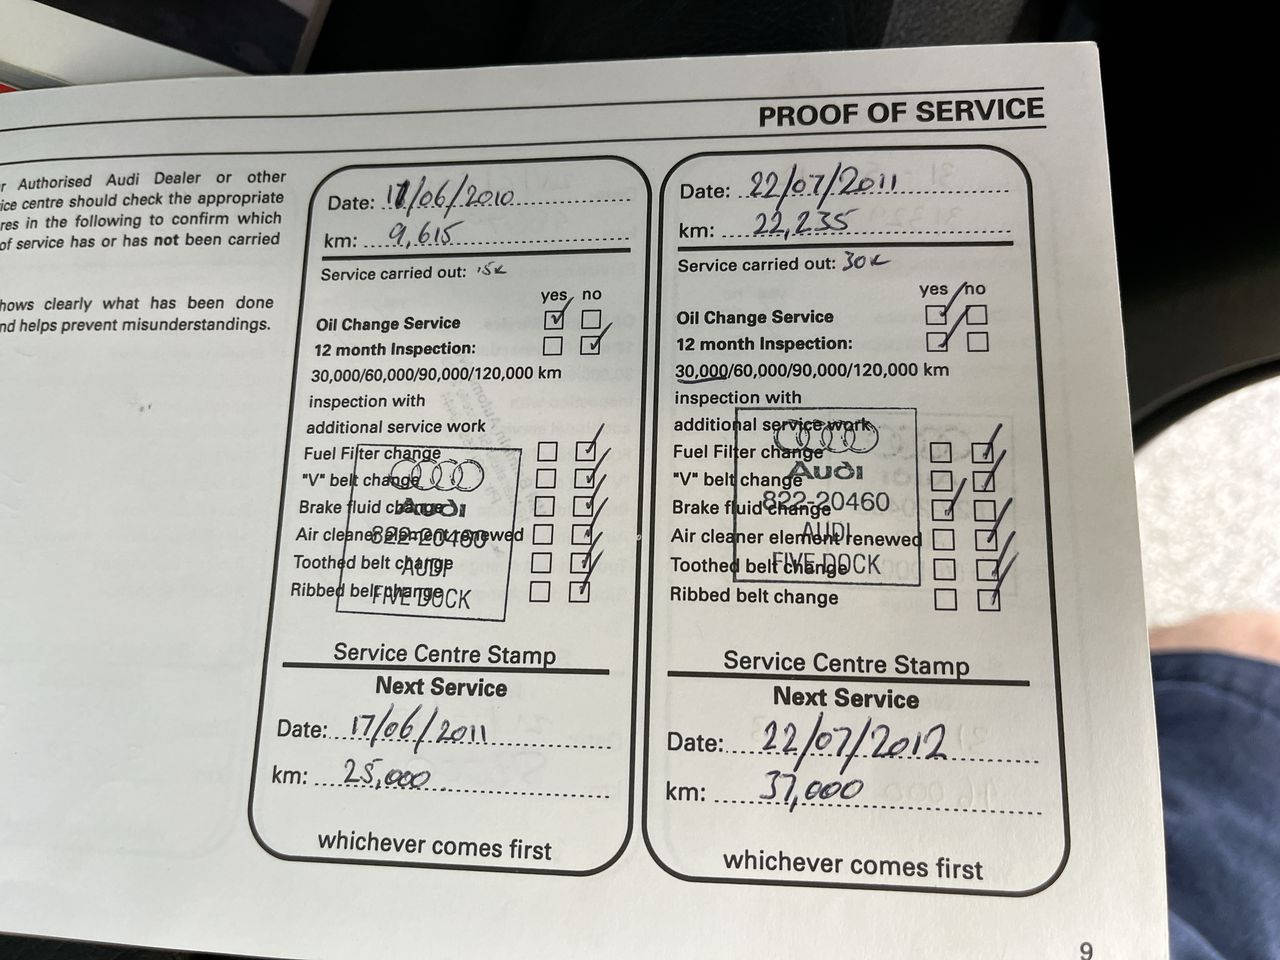 PROOF OF SERVICE
r Authorised Audi Dealer or other
ice centre should check the appropriate
res in the following to confirm which
of service has or has not been carried
hows clearly what has been done
nd helps prevent misunderstandings.
Date: 17/06/2010
km: 9,615
Service carried out: 15K
yes no
Oil Change Service
12 month Inspection:
30,000/60,000/90,000/120,000 km
inspection with
additional service work
Fuel Filter change
"V" belt change
Brake fluid change
Air cleaner element renewed
Toothed belt change
Ribbed belt change
Audi
822-20460
AUDI
FIVE DOCK
Service Centre Stamp
Next Service
Date: 17/06/2011
km: 25,000
whichever comes first
Date: 22/07/2011
km: 22,235
Service carried out: 30K
yes no
Oil Change Service
12 month Inspection:
30,000/60,000/90,000/120,000 km
inspection with
additional service work
Fuel Filter change
"V" belt change
Brake fluid change
Air cleaner element renewed
Toothed belt change
Ribbed belt change
Audi
822-20460
AUDI
FIVE DOCK
Service Centre Stamp
Next Service
Date: 22/07/2012
km: 37,000
whichever comes first
9